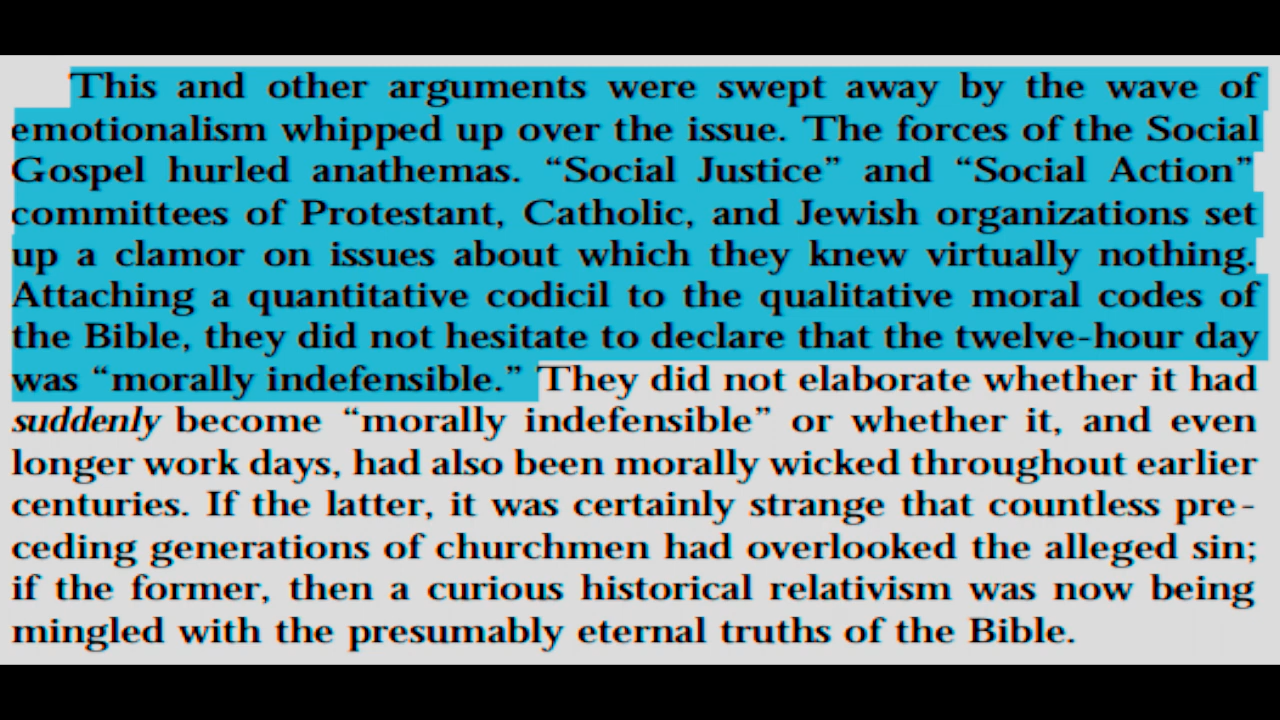 This and other arguments were swept away by the wave of
emotionalism whipped up over the issue. The forces of the Social
Gospel hurled anathemas. “Social Justice” and “Social Action”
committees of Protestant, Catholic, and Jewish organizations set
up a clamor on issues about which they knew virtually nothing.
Attaching a quantitative codicil to the qualitative moral codes of
the Bible, they did not hesitate to declare that the twelve-hour day
was “morally indefensible.” They did not elaborate whether it had
suddenly become “morally indefensible” or whether it, and even
longer work days, had also been morally wicked throughout earlier
centuries. If the latter, it was certainly strange that countless pre-
ceding generations of churchmen had overlooked the alleged sin;
if the former, then a curious historical relativism was now being
mingled with the presumably eternal truths of the Bible.